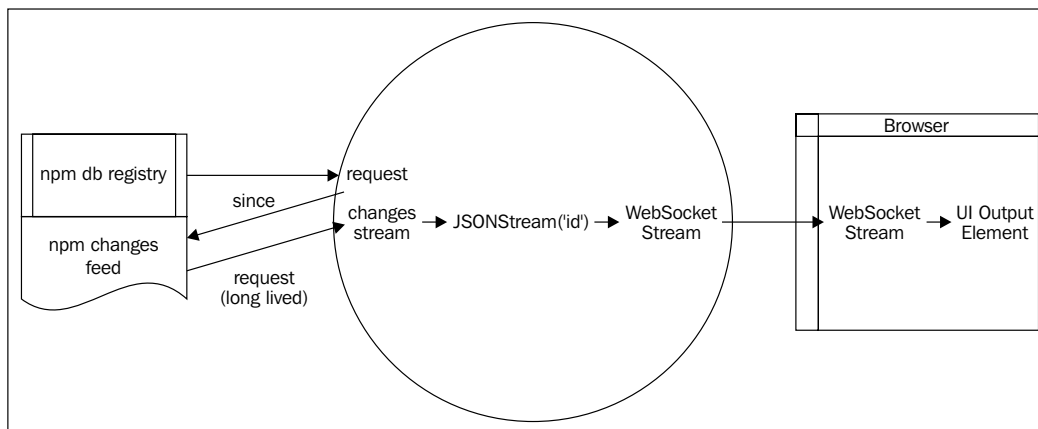 Browser
npm db registry
request
since
changes
stream
JSONStream('id')
WebSocket
Stream
WebSocket
Stream
UI Output
Element
npm changes
feed
request
(long lived)